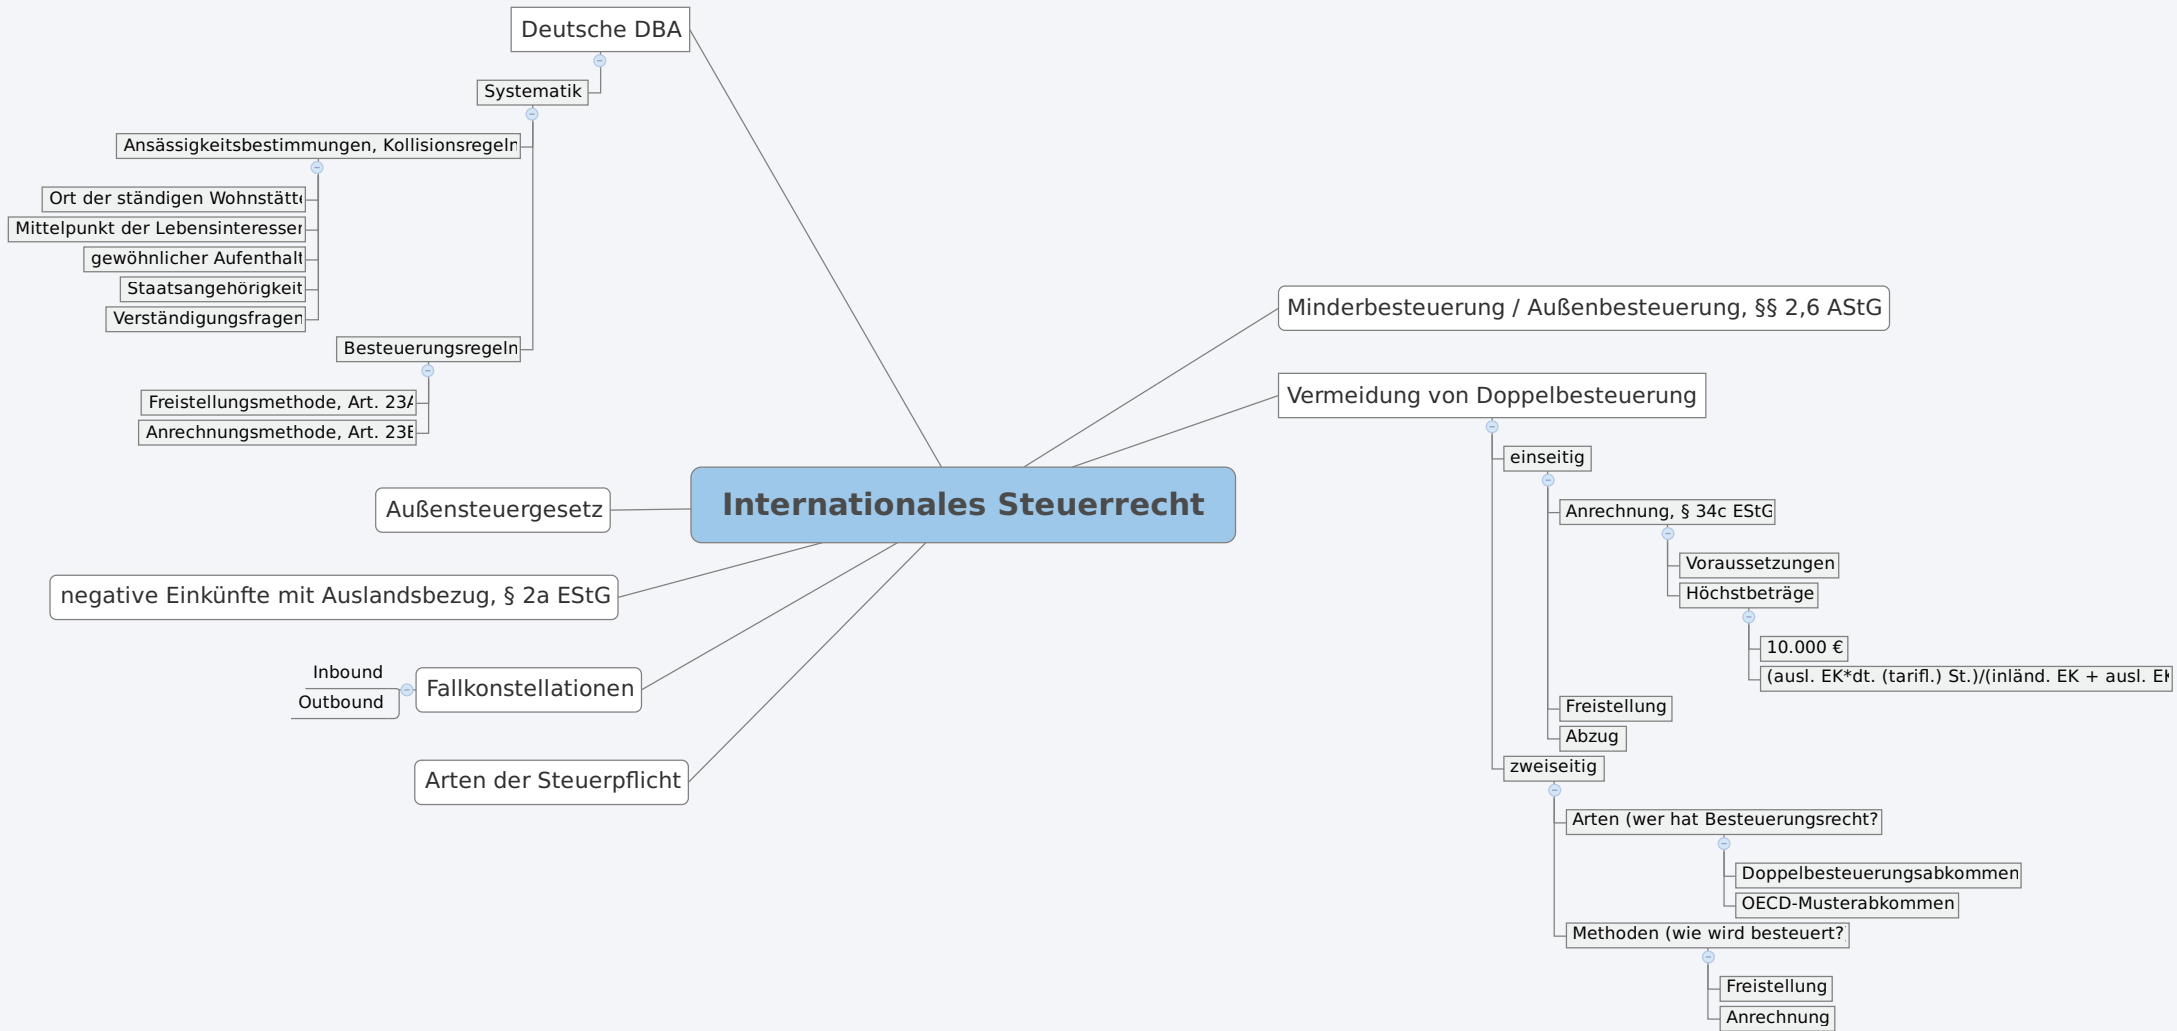 Deutsche DBA
Systematik
Ansässigkeitsbestimmungen, Kollisionsregeln
Ort der ständigen Wohnstätte
Mittelpunkt der Lebensinteressen
gewöhnlicher Aufenthalt
Staatsangehörigkeit
Verständigungsfragen
Besteuerungsregeln
Freistellungsmethode, Art. 23A
Anrechnungsmethode, Art. 23B
Außensteuergesetz
negative Einkünfte mit Auslandsbezug, § 2a EStG
Fallkonstellationen
Inbound
Outbound
Arten der Steuerpflicht
Internationales Steuerrecht
Minderbesteuerung / Außenbesteuerung, §§ 2,6 AStG
Vermeidung von Doppelbesteuerung
einseitig
Anrechnung, § 34c EStG
Voraussetzungen
Höchstbeträge
10.000 €
(ausl. EK*dt. (tarifl.) St.)/(inländ. EK + ausl. EK
Freistellung
Abzug
zweiseitig
Arten (wer hat Besteuerungsrecht?
Doppelbesteuerungsabkommen
OECD-Musterabkommen
Methoden (wie wird besteuert?
Freistellung
Anrechnung